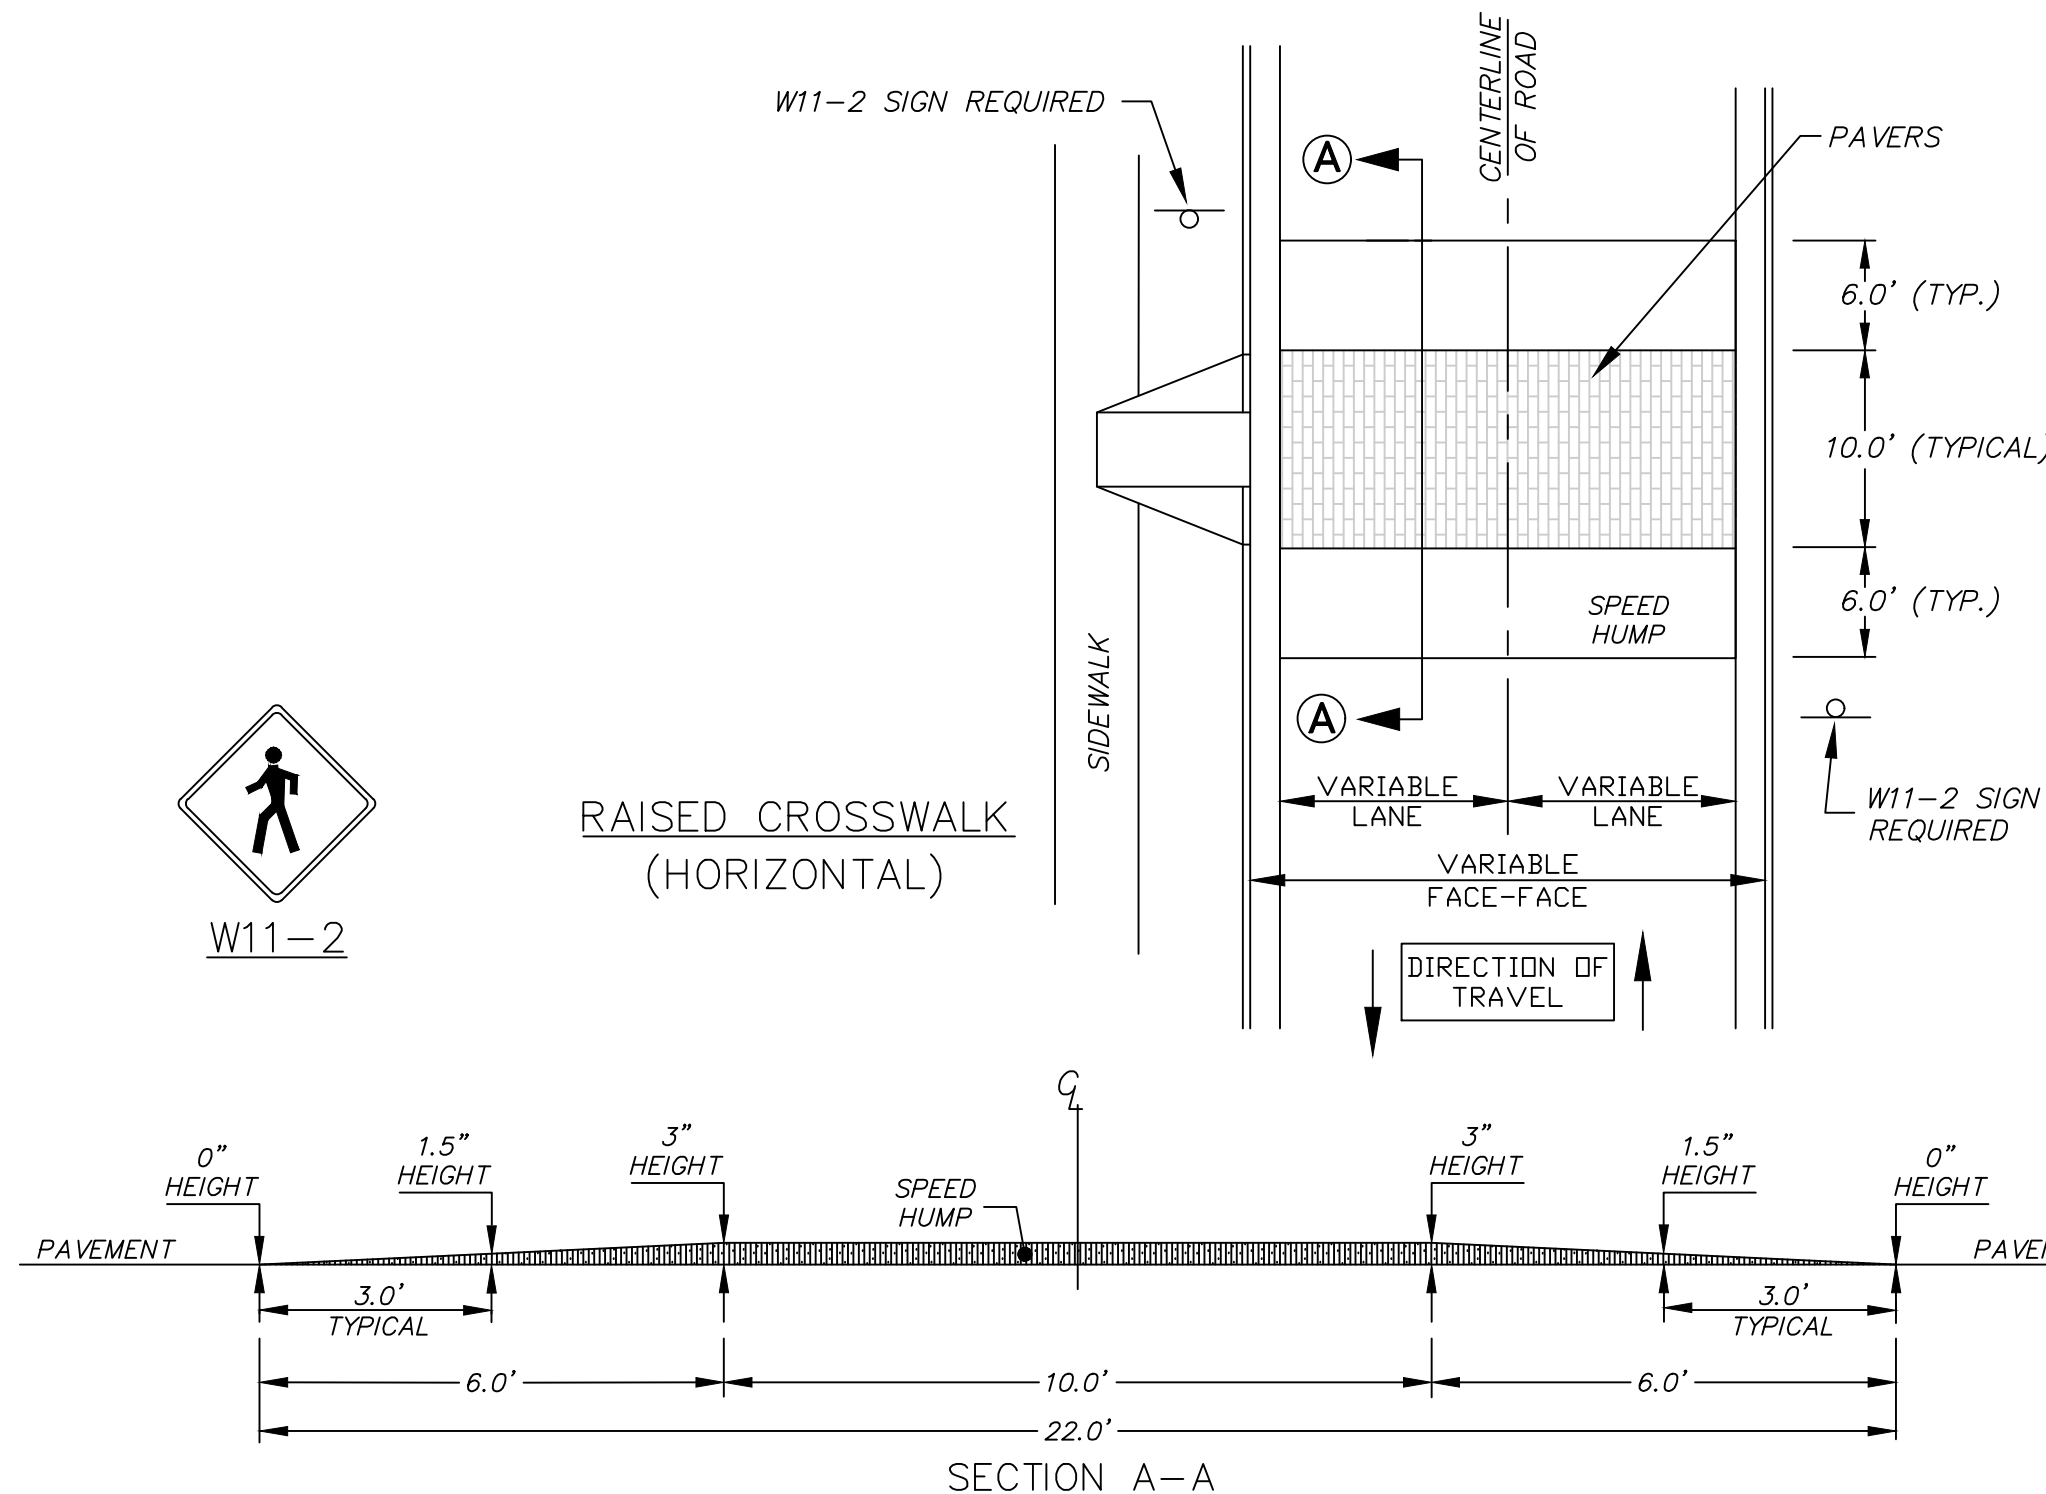 CENTERLINE
OF ROAD
W11-2 SIGN REQUIRED
A
PAVERS
6.0' (TYP.)
10.0' (TYPICAL)
6.0' (TYP.)
SPEED
HUMP
SIDEWALK
A
W11-2 SIGN
REQUIRED
VARIABLE
LANE
VARIABLE
LANE
VARIABLE
FACE-FACE
DIRECTION OF
TRAVEL
RAISED CROSSWALK
(HORIZONTAL)
W11-2
CL
0"
HEIGHT
1.5"
HEIGHT
3"
HEIGHT
SPEED
HUMP
3"
HEIGHT
1.5"
HEIGHT
0"
HEIGHT
PAVEMENT
3.0'
TYPICAL
3.0'
TYPICAL
6.0'
10.0'
6.0'
22.0'
SECTION A-A